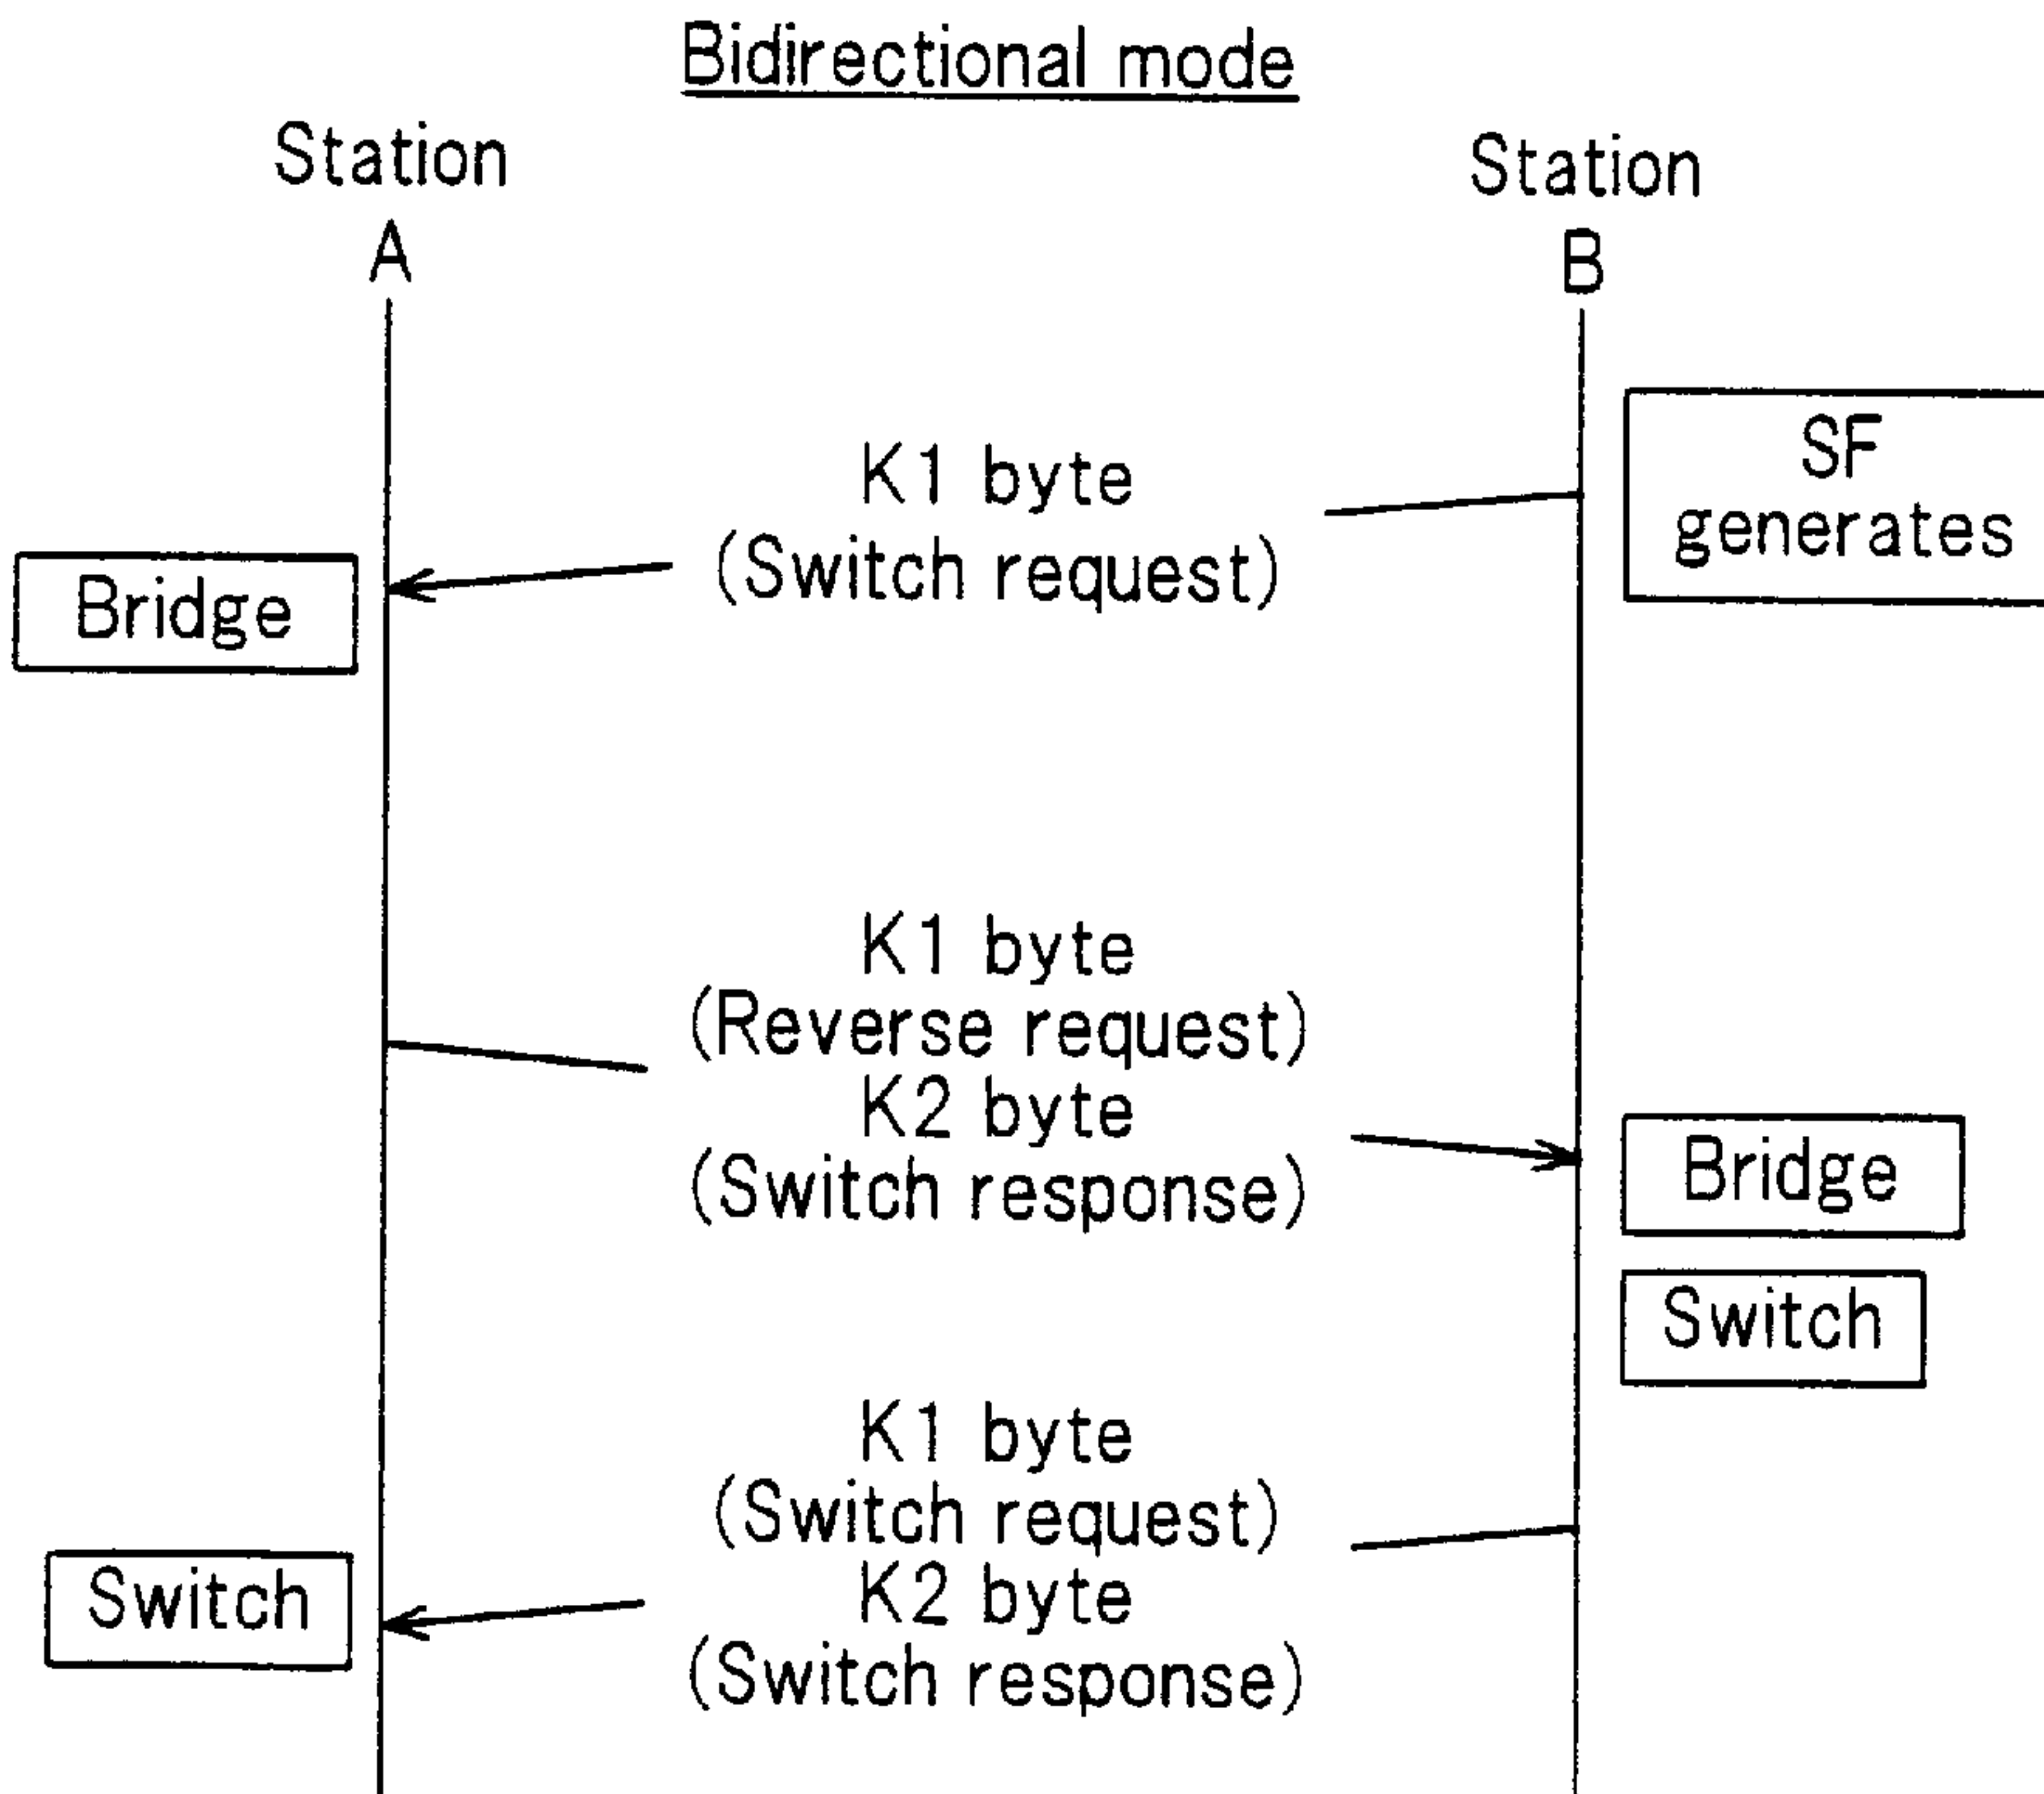 Bidirectional mode
Station
A
Station
B
SF
generates
K1 byte
(Switch request)
Bridge
K1 byte
(Reverse request)
K2 byte
(Switch response)
Bridge
Switch
K1 byte
(Switch request)
K2 byte
(Switch response)
Switch